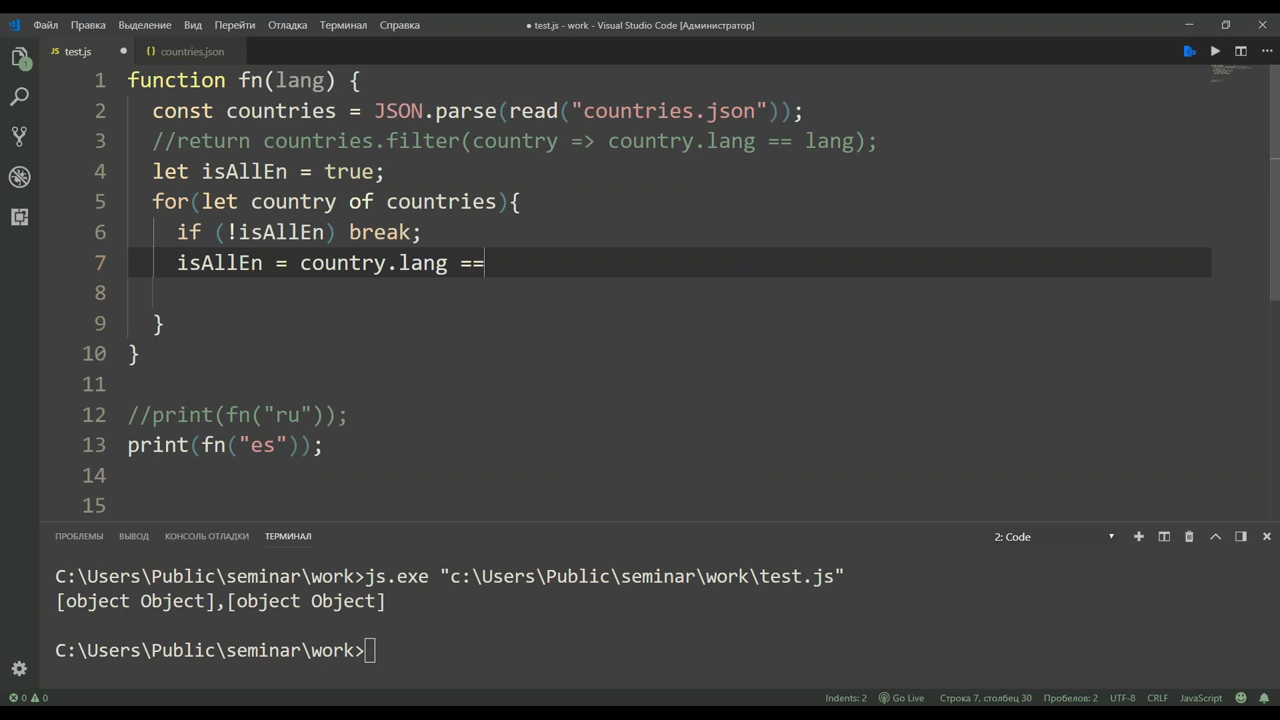 Файл Правка Выделение Вид Перейти Отладка Терминал Справка ● test.js - work - Visual Studio Code [Администратор]
JS test.js ● {} countries.json
1 function fn(lang) {
2 const countries = JSON.parse(read("countries.json"));
3 //return countries.filter(country => country.lang == lang);
4 let isAllEn = true;
5 for(let country of countries){
6 if (!isAllEn) break;
7 isAllEn = country.lang ==
8
9 }
10 }
11
12 //print(fn("ru"));
13 print(fn("es"));
14
15
1
ПРОБЛЕМЫ ВЫВОД КОНСОЛЬ ОТЛАДКИ ТЕРМИНАЛ 2: Code
C:\Users\Public\seminar\work>js.exe "c:\Users\Public\seminar\work\test.js"
[object Object],[object Object]
C:\Users\Public\seminar\work>
0 0 Indents: 2 Go Live Строка 7, столбец 30 Пробелов: 2 UTF-8 CRLF JavaScript